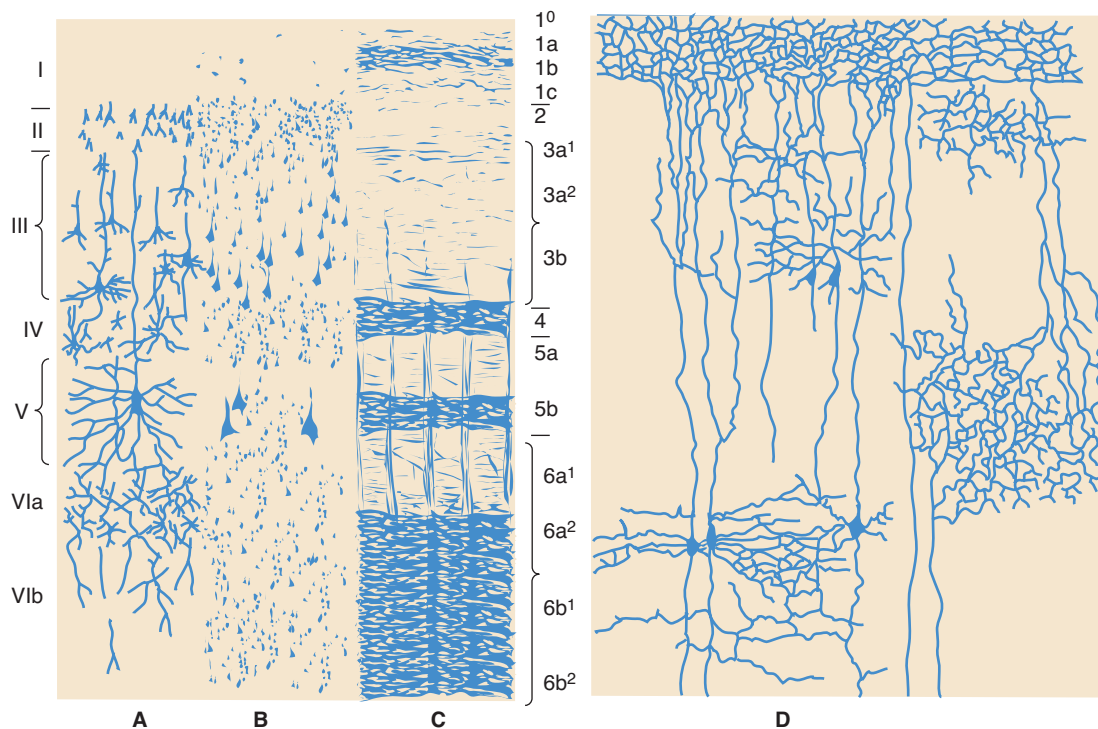 I
II
III
IV
V
VIa
VIb
1⁰
1a
1b
1c
2
3a¹
3a²
3b
4
5a
5b
6a¹
6a²
6b¹
6b²
A B C D